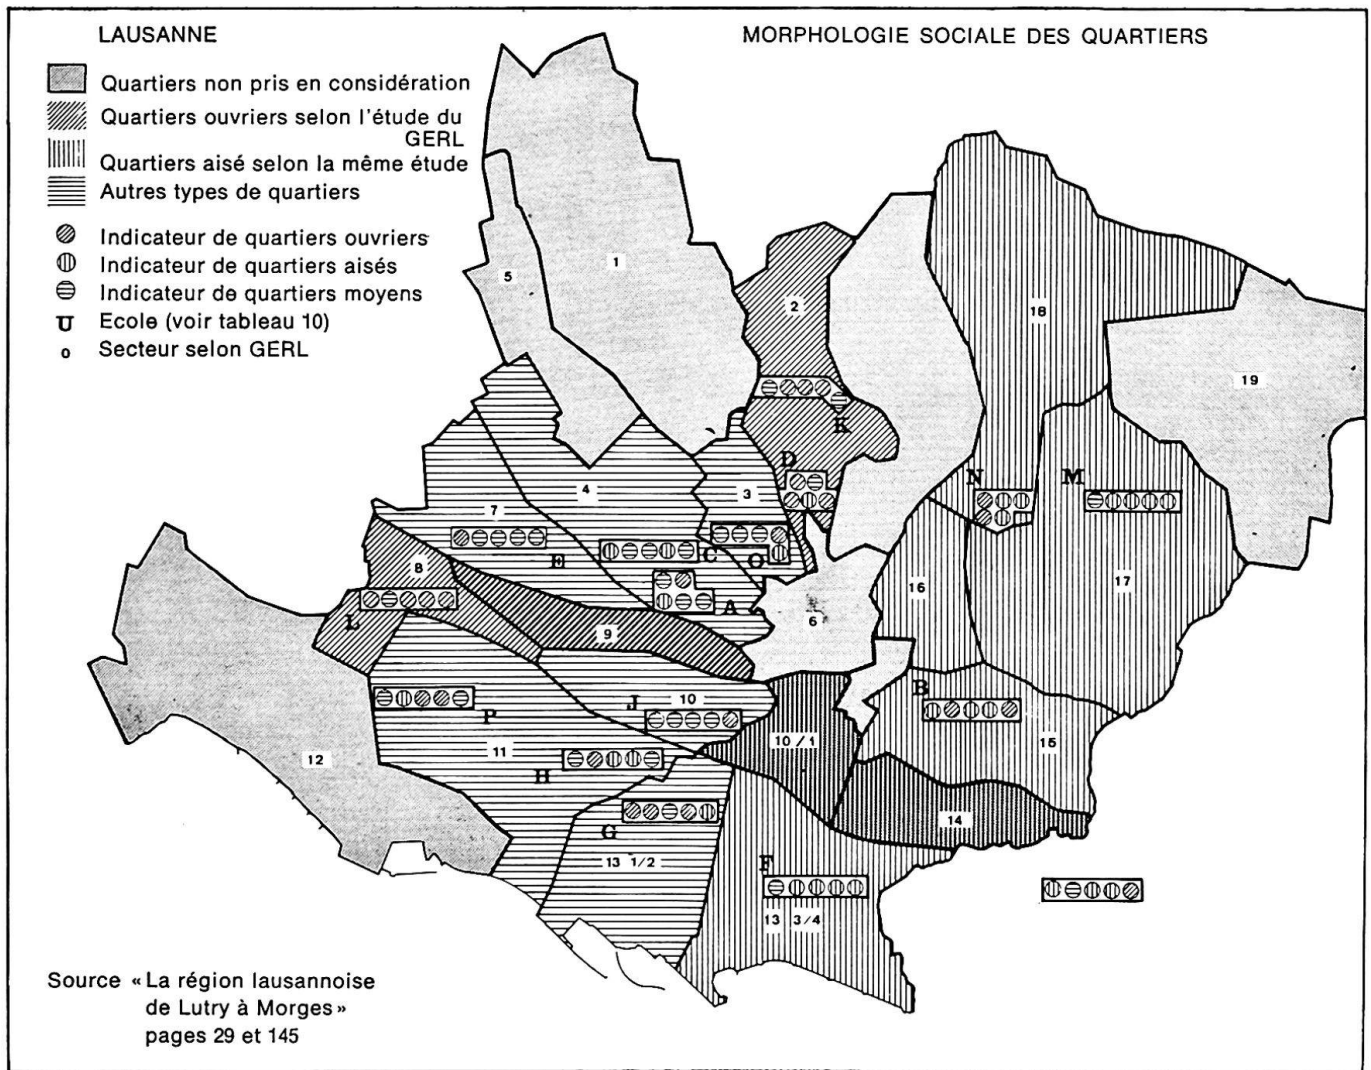 LAUSANNE
MORPHOLOGIE SOCIALE DES QUARTIERS
Quartiers non pris en considération
Quartiers ouvriers selon l'étude du
GERL
Quartiers aisé selon la même étude
Autres types de quartiers
Indicateur de quartiers ouvriers
Indicateur de quartiers aisés
Indicateur de quartiers moyens
U Ecole (voir tableau 10)
o Secteur selon GERL
1
5
2
18
19
K
D
4
3
N
M
7
E
C
O
8
16
17
A
L
9
6
B
J
10
P
10/1
15
11
12
H
G
14
13 1/2
F
13 3/4
Source «La région lausannoise
de Lutry à Morges»
pages 29 et 145